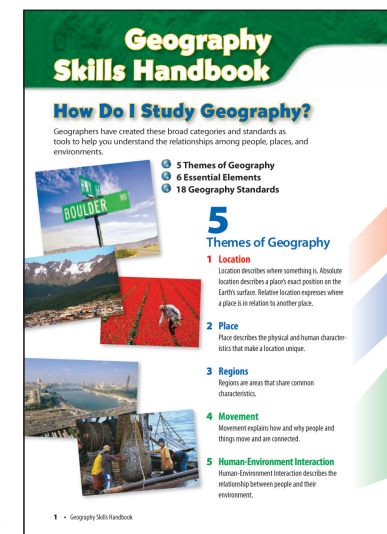 Geography
Skills Handbook
How Do I Study Geography?
Geographers have created these broad categories and standards as
tools to help you understand the relationships among people, places, and
environments.
5 Themes of Geography
6 Essential Elements
18 Geography Standards
BOULDER RD
5
Themes of Geography
1 Location
Location describes where something is. Absolute
location describes a place's exact position on the
Earth's surface. Relative location expresses where
a place is in relation to another place.
2 Place
Place describes the physical and human character-
istics that make a location unique.
3 Regions
Regions are areas that share common
characteristics.
4 Movement
Movement explains how and why people and
things move and are connected.
5 Human-Environment Interaction
Human-Environment Interaction describes the
relationship between people and their
environment.
1 • Geography Skills Handbook